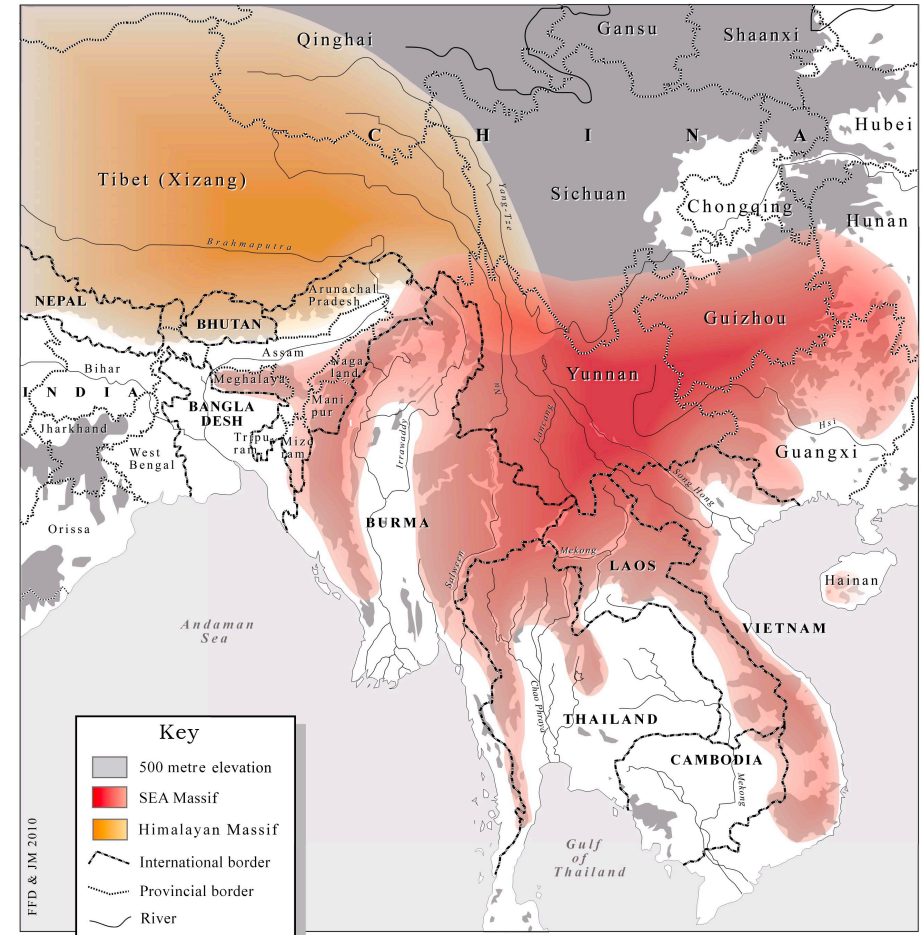 Qinghai
Gansu
Shaanxi
C H I N A
Hubei
Tibet (Xizang)
Yang-Tze
Sichuan
Chongqing
Hunan
Brahmaputra
NEPAL
Arunachal
Pradesh
BHUTAN
Guizhou
Assam
Bihar
Naga
land
Yunnan
Meghalaya
INDIA
Mani
pur
Nu
BANGLA
DESH
Lancang
Jharkhand
Hsi
Tripu
ra
Mizo
ram
Irrawaddy
Guangxi
West
Bengal
Song Hong
BURMA
Orissa
Mekong
LAOS
Salween
Hainan
Andaman
Sea
VIETNAM
Chao Phraya
THAILAND
CAMBODIA
Mekong
Gulf
of
Thailand
Key
500 metre elevation
SEA Massif
Himalayan Massif
International border
Provincial border
River
FFD & JM 2010